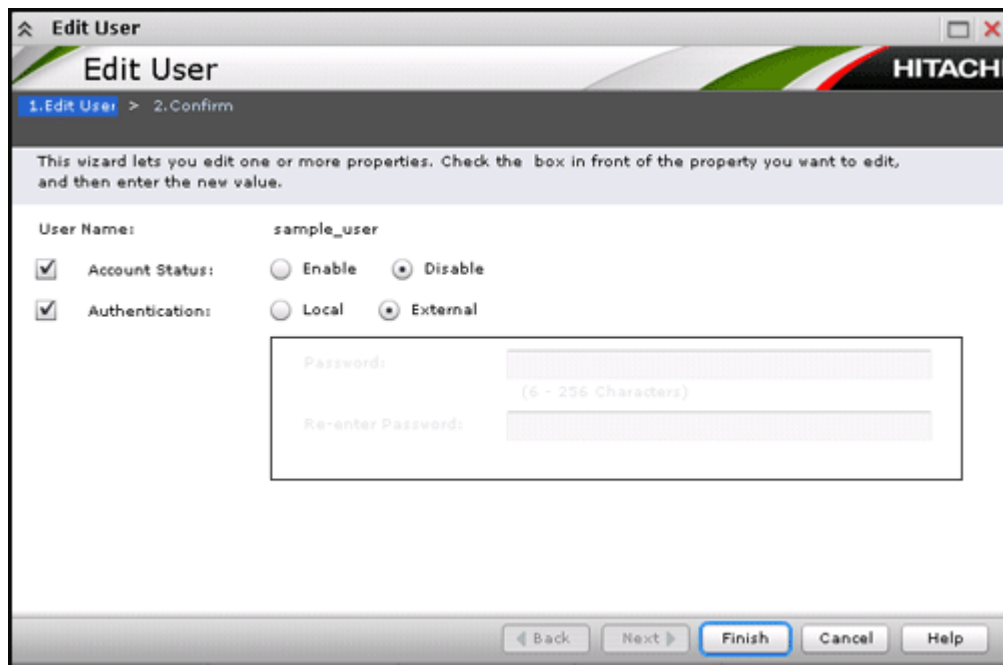 Edit User
Edit User
HITACHI
1.Edit User > 2.Confirm
This wizard lets you edit one or more properties. Check the box in front of the property you want to edit,
and then enter the new value.
User Name: sample_user
Account Status: Enable Disable
Authentication: Local External
Password:
(6 - 256 Characters)
Re-enter Password:
Back Next Finish Cancel Help